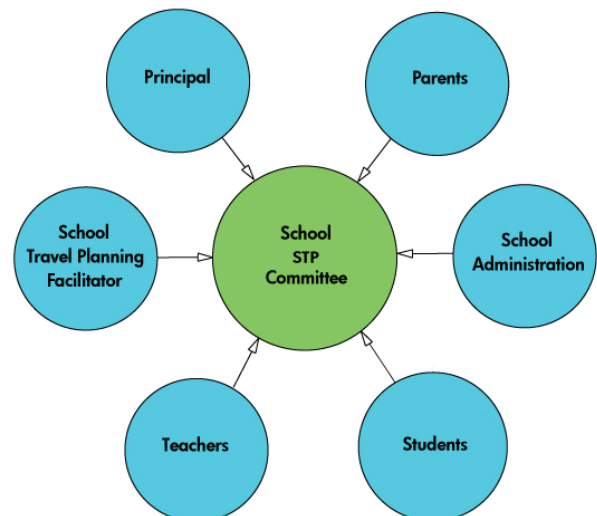 Principal
Parents
School
Travel Planning
Facilitator
School
STP
Committee
School
Administration
Teachers
Students